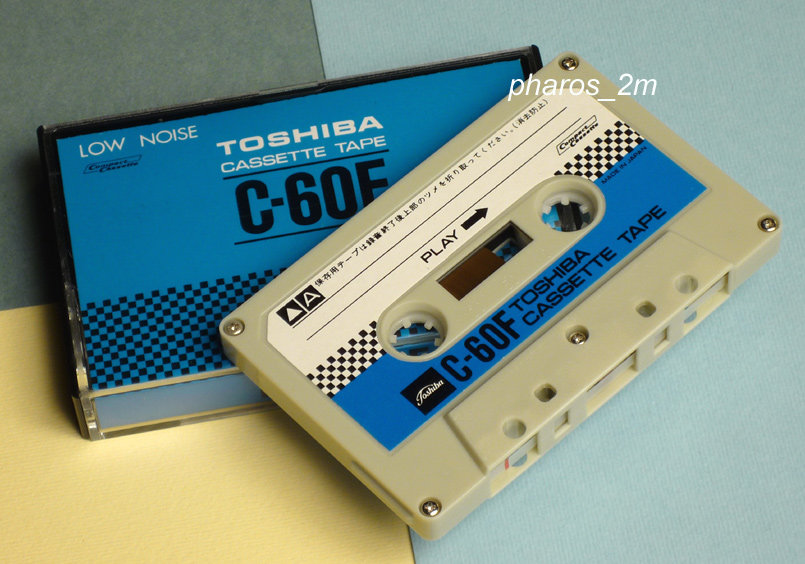 pharos_2m
LOW NOISE
Compact
Cassette
TOSHIBA
CASSETTE TAPE
C-60F
A
保存用テープは録音終了後上部のツメを折り取ってください。(消去防止)
Compact
Cassette
MADE IN JAPAN
PLAY
Toshiba
C-60F
TOSHIBA
CASSETTE TAPE